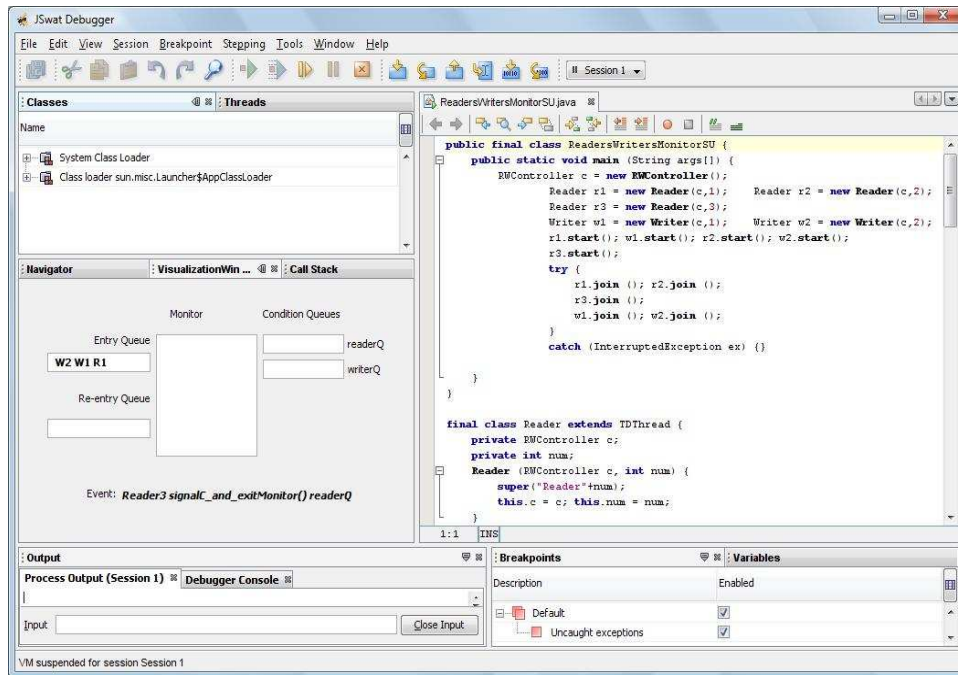 JSwat Debugger
File Edit View Session Breakpoint Stepping Tools Window Help
Session 1
Classes
Threads
Name
System Class Loader
Class loader sun.misc.Launcher$AppClassLoader
Navigator
VisualizationWin ...
Call Stack
Monitor
Condition Queues
Entry Queue
W2 W1 R1
readerQ
writerQ
Re-entry Queue
Event: Reader3 signalC_and_exitMonitor() readerQ
ReadersWritersMonitorSU.java
public final class ReadersWritersMonitorSU {
public static void main (String args[]) {
RWController c = new RWController();
Reader r1 = new Reader(c,1); Reader r2 = new Reader(c,2);
Reader r3 = new Reader(c,3);
Writer w1 = new Writer(c,1); Writer w2 = new Writer(c,2);
r1.start(); w1.start(); r2.start(); w2.start();
r3.start();
try {
r1.join (); r2.join ();
r3.join ();
w1.join (); w2.join ();
}
catch (InterruptedException ex) {}
}
}
final class Reader extends TDThread {
private RWController c;
private int num;
Reader (RWController c, int num) {
super("Reader"+num);
this.c = c; this.num = num;
}
1:1 INS
Output
Process Output (Session 1)
Debugger Console
Input
Close Input
Breakpoints
Variables
Description
Enabled
Default
Uncaught exceptions
VM suspended for session Session 1